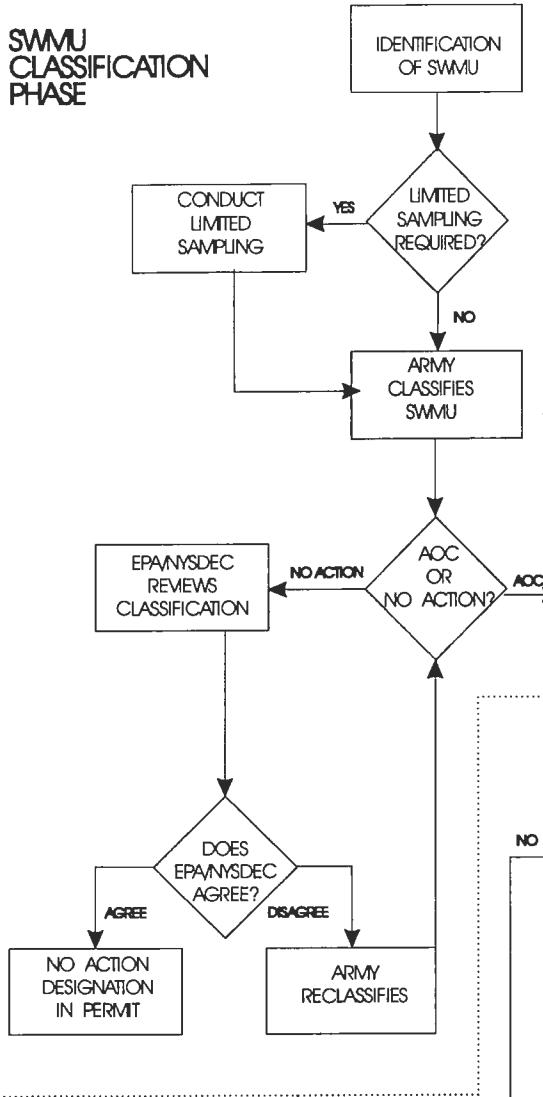 SWMU
CLASSIFICATION
PHASE
IDENTIFICATION
OF SWMU
LIMITED
SAMPLING
REQUIRED?
YES
CONDUCT
LIMITED
SAMPLING
NO
ARMY
CLASSIFIES
SWMU
AOC
OR
NO ACTION?
NO ACTION
AOC
EPA/NYSDEC
REVIEWS
CLASSIFICATION
DOES
EPA/NYSDEC
AGREE?
AGREE
DISAGREE
NO ACTION
DESIGNATION
IN PERMIT
ARMY
RECLASSIFIES
NO